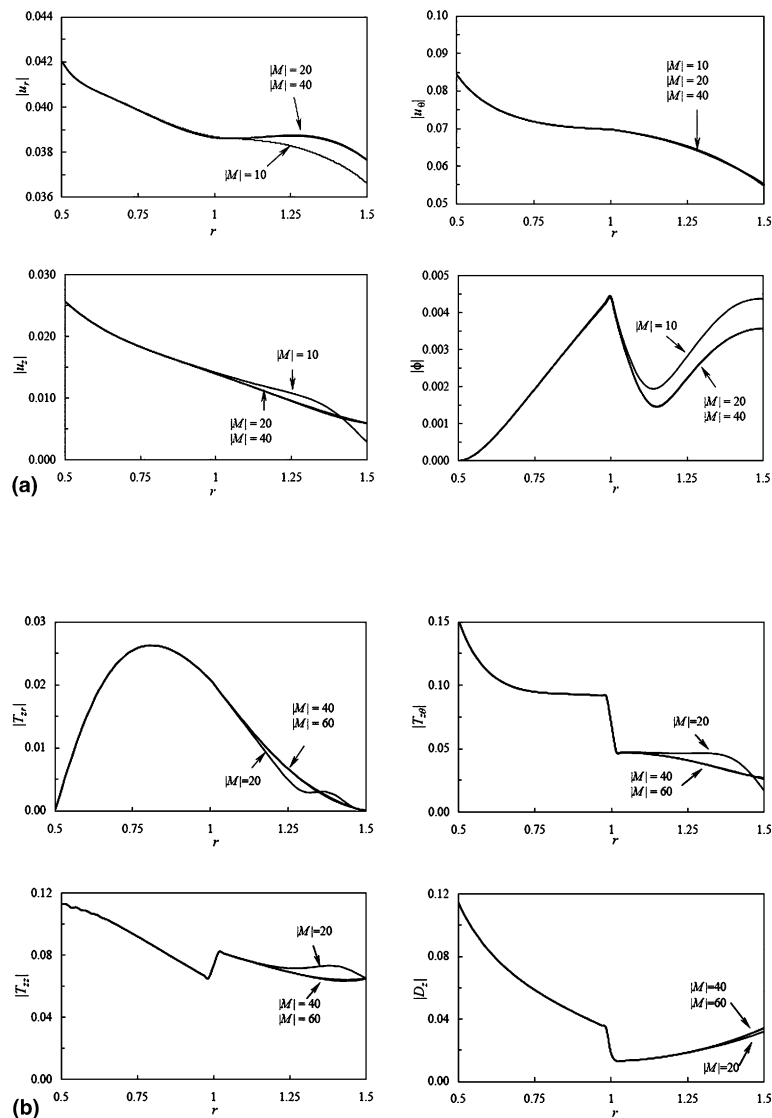 0.044
0.042
0.040
0.038
0.036
|u_r|
|M| = 20
|M| = 40
|M| = 10
0.5 0.75 1 1.25 1.5
r
0.10
0.09
0.08
0.07
0.06
0.05
|u_θ|
|M| = 10
|M| = 20
|M| = 40
0.5 0.75 1 1.25 1.5
r
0.030
0.020
0.010
0.000
|u_z|
|M| = 10
|M| = 20
|M| = 40
0.5 0.75 1 1.25 1.5
r
0.005
0.004
0.003
0.002
0.001
0.000
|ϕ|
|M| = 10
|M| = 20
|M| = 40
0.5 0.75 1 1.25 1.5
r
(a)
0.03
0.02
0.01
0.00
|T_zr|
|M| = 40
|M| = 60
|M|=20
0.5 0.75 1 1.25 1.5
r
0.15
0.10
0.05
0.00
|T_zθ|
|M|=20
|M| = 40
|M| = 60
0.5 0.75 1 1.25 1.5
r
0.12
0.08
0.04
0.00
|T_zz|
|M|=20
|M| = 40
|M| = 60
0.5 0.75 1 1.25 1.5
r
0.12
0.08
0.04
0.00
|D_z|
|M|=40
|M|=60
|M|=20
0.5 0.75 1 1.25 1.5
r
(b)